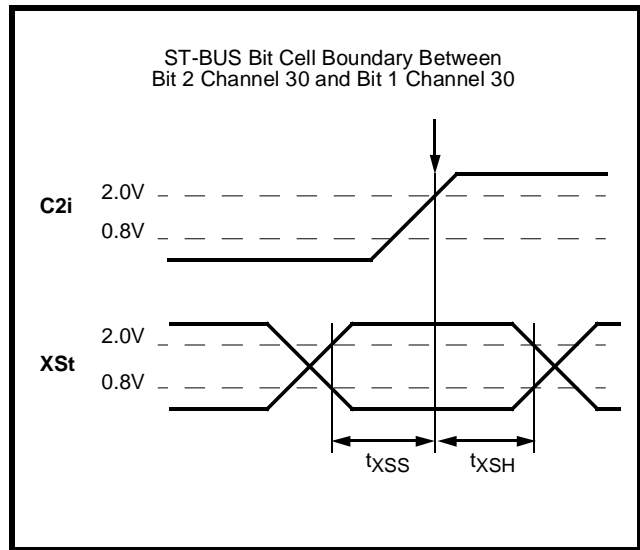 ST-BUS Bit Cell Boundary Between
Bit 2 Channel 30 and Bit 1 Channel 30
C2i
2.0V
0.8V
XSt
2.0V
0.8V
tXSS
tXSH